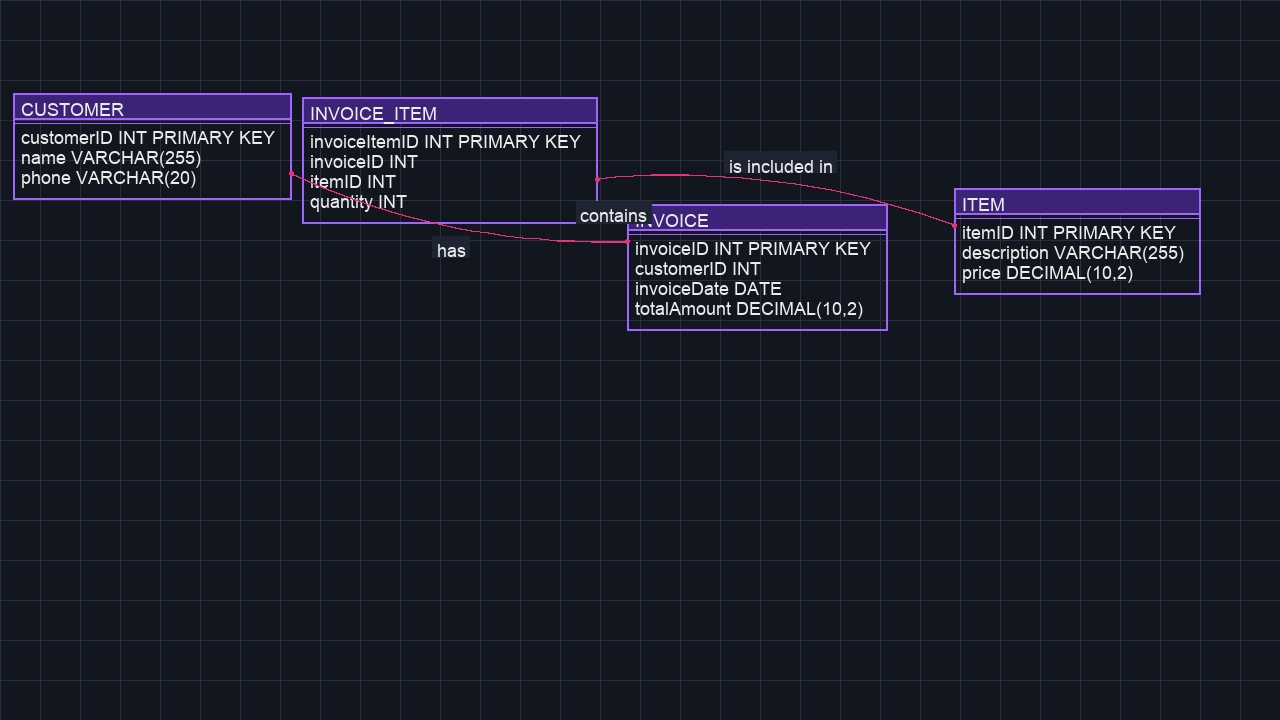 CUSTOMER
customerID INT PRIMARY KEY
name VARCHAR(255)
phone VARCHAR(20)
INVOICE_ITEM
invoiceItemID INT PRIMARY KEY
invoiceID INT
itemID INT
quantity INT
has
contains
INVOICE
invoiceID INT PRIMARY KEY
customerID INT
invoiceDate DATE
totalAmount DECIMAL(10,2)
is included in
ITEM
itemID INT PRIMARY KEY
description VARCHAR(255)
price DECIMAL(10,2)